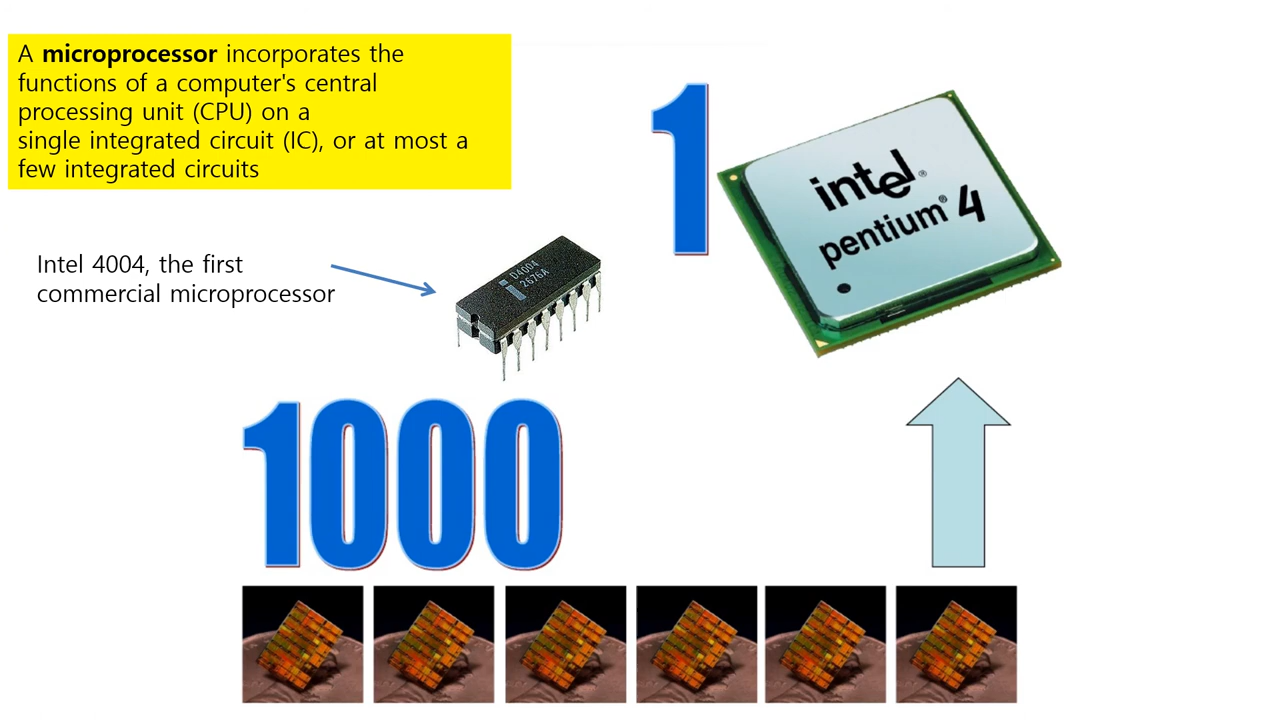 A microprocessor incorporates the
functions of a computer's central
processing unit (CPU) on a
single integrated circuit (IC), or at most a
few integrated circuits
1
intel®
pentium® 4
Intel 4004, the first
commercial microprocessor
D4004
2676A
1000